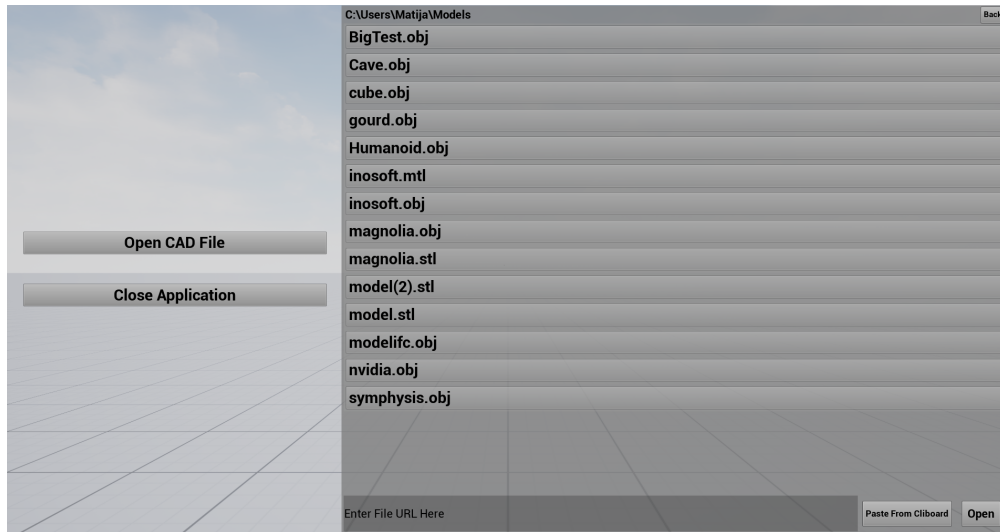 C:\Users\Matija\Models
Back
BigTest.obj
Cave.obj
cube.obj
gourd.obj
Humanoid.obj
inosoft.mtl
inosoft.obj
magnolia.obj
magnolia.stl
model(2).stl
model.stl
modelifc.obj
nvidia.obj
symphysis.obj
Open CAD File
Close Application
Enter File URL Here
Paste From Cliboard
Open